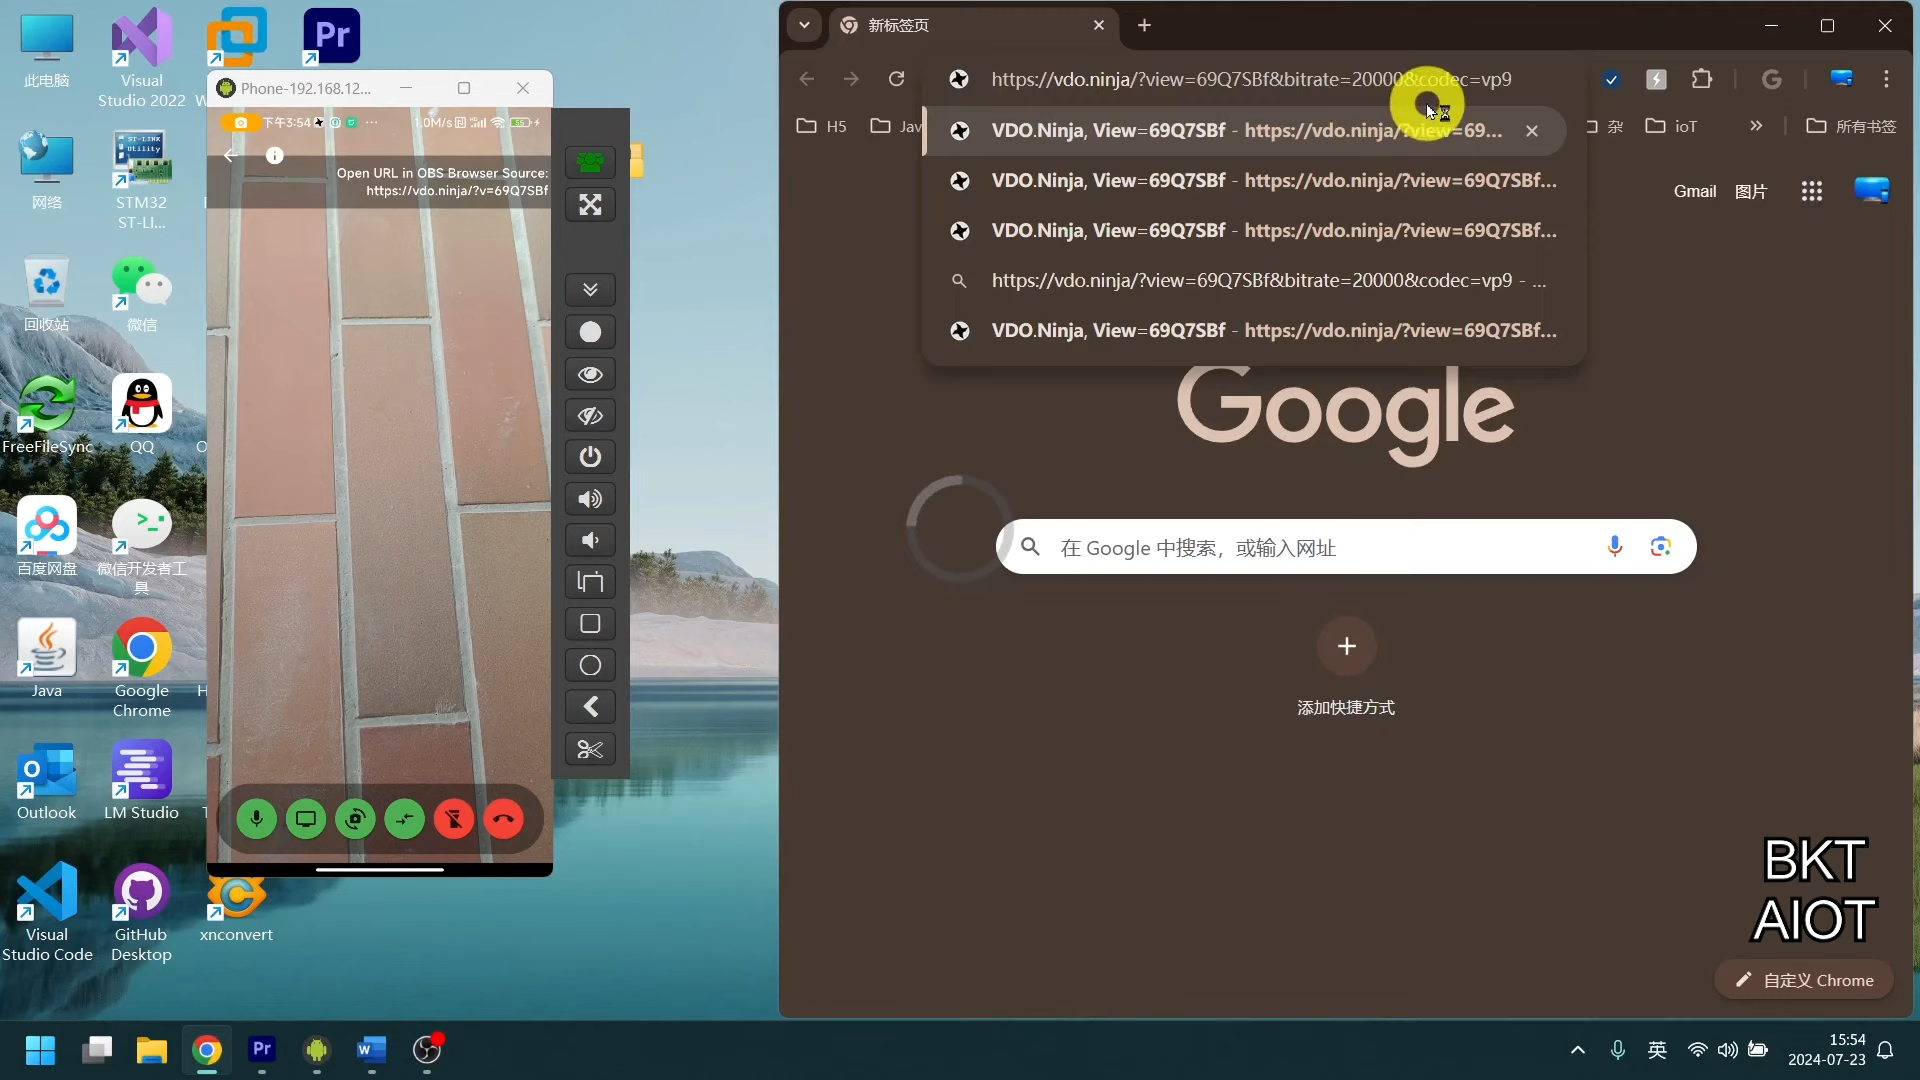 此电脑
Visual
Studio 2022
W
Pr
网络
STM32
ST-LI...
回收站
微信
FreeFileSync
QQ
O
百度网盘
微信开发者工
具
Java
Google
Chrome
H
Outlook
LM Studio
T
Visual
Studio Code
GitHub
Desktop
xnconvert
STLINK
Utility
Phone-192.168.12...
下午3:54
1.0M/s
55
Open URL in OBS Browser Source:
https://vdo.ninja/?v=69Q7SBf
新标签页
https://vdo.ninja/?view=69Q7SBf&bitrate=20000&codec=vp9
H5
Jav
VDO.Ninja, View=69Q7SBf - https://vdo.ninja/?view=69...
杂
ioT
所有书签
VDO.Ninja, View=69Q7SBf - https://vdo.ninja/?view=69Q7SBf...
VDO.Ninja, View=69Q7SBf - https://vdo.ninja/?view=69Q7SBf...
https://vdo.ninja/?view=69Q7SBf&bitrate=20000&codec=vp9 - ...
VDO.Ninja, View=69Q7SBf - https://vdo.ninja/?view=69Q7SBf...
Gmail
图片
Google
在 Google 中搜索，或输入网址
添加快捷方式
BKT
AIOT
自定义 Chrome
Pr
英
15:54
2024-07-23